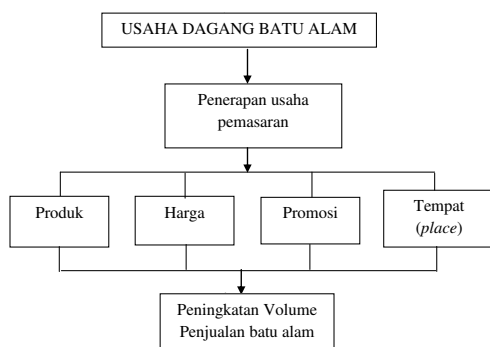 USAHA DAGANG BATU ALAM
Penerapan usaha
pemasaran
Produk
Harga
Promosi
Tempat
(place)
Peningkatan Volume
Penjualan batu alam